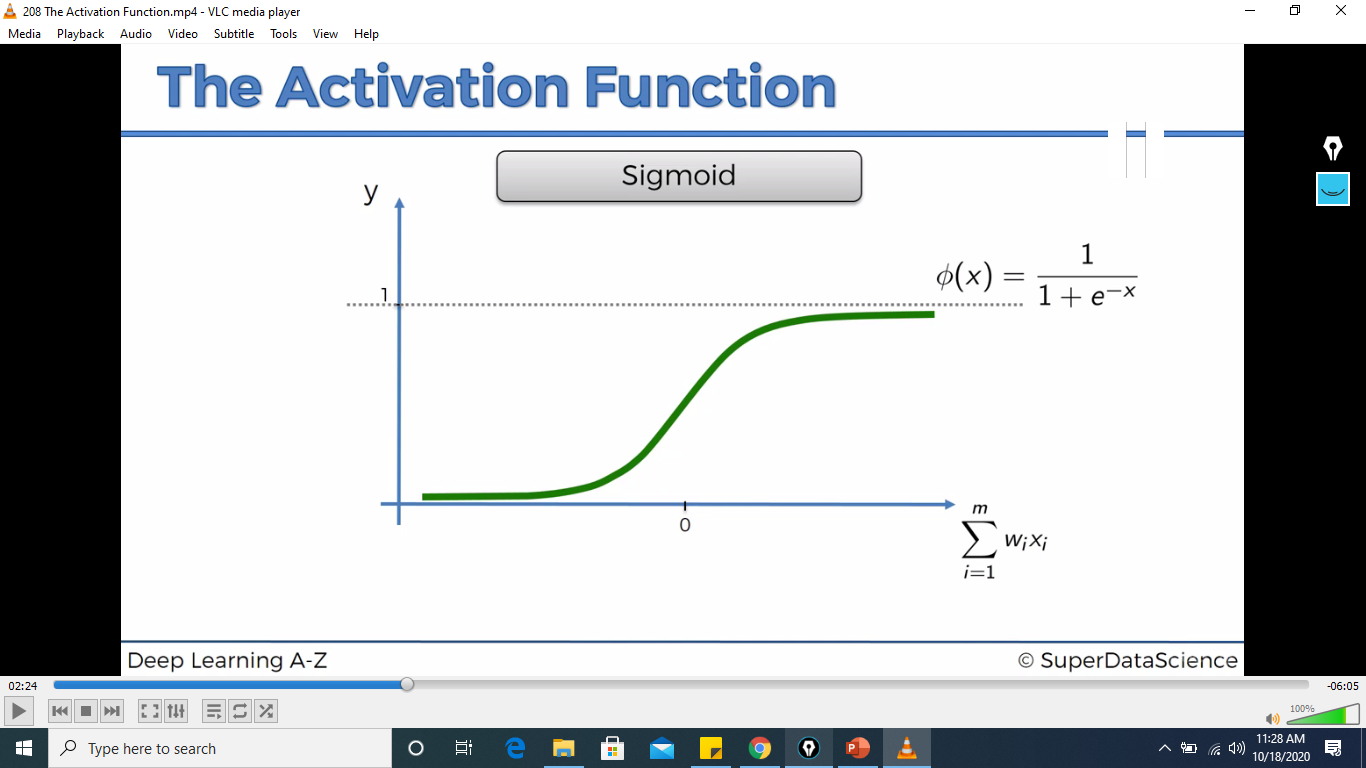 208 The Activation Function.mp4 - VLC media player
Media Playback Audio Video Subtitle Tools View Help
The Activation Function
Sigmoid
y
1
ϕ(x) = 1 / (1 + e^{-x})
0
m
∑ wᵢxᵢ
i=1
Deep Learning A-Z
© SuperDataScience
02:24
-06:05
100%
Type here to search
11:28 AM
10/18/2020